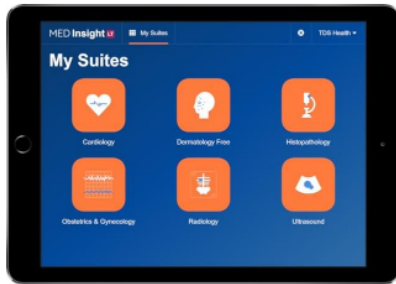 MED Insight LT My Suites TDS Health
My Suites
Cardiology Dermatology Free Histopathology
Obstetrics & Gynecology Radiology Ultrasound